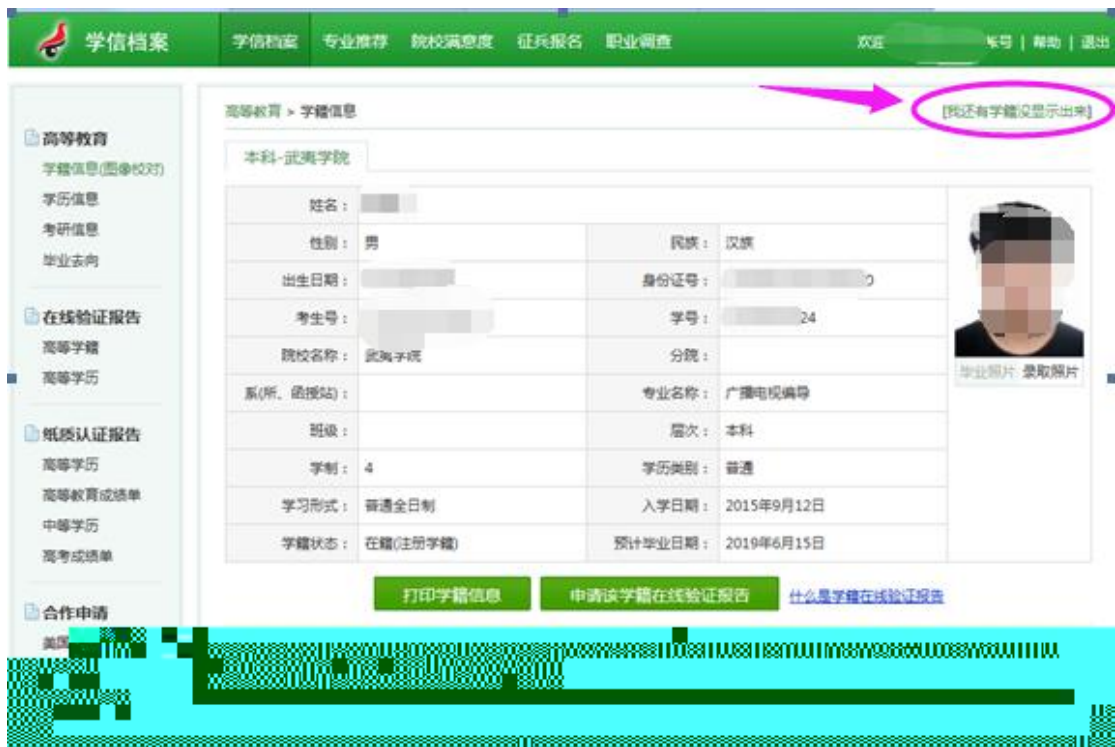 学信档案
学信档案 专业推荐 院校满意度 征兵报名 职业调查
欢迎 帐号 | 帮助 | 退出
高等教育 > 学籍信息
[我还有学籍没显示出来]
高等教育
学籍信息(图像校对)
学历信息
考研信息
毕业去向
在线验证报告
高等学籍
高等学历
纸质认证报告
高等学历
高等教育成绩单
中等学历
高考成绩单
合作申请
美国
本科-武夷学院
姓名：
性别： 男 民族： 汉族
出生日期： 身份证号：
考生号： 学号： 24
院校名称： 武夷学院 分院：
系(所、函授站)： 专业名称： 广播电视编导
班级： 层次： 本科
学制： 4 学历类别： 普通
学习形式： 普通全日制 入学日期： 2015年9月12日
学籍状态： 在籍(注册学籍) 预计毕业日期： 2019年6月15日
毕业照片 录取照片
打印学籍信息 申请该学籍在线验证报告 什么是学籍在线验证报告